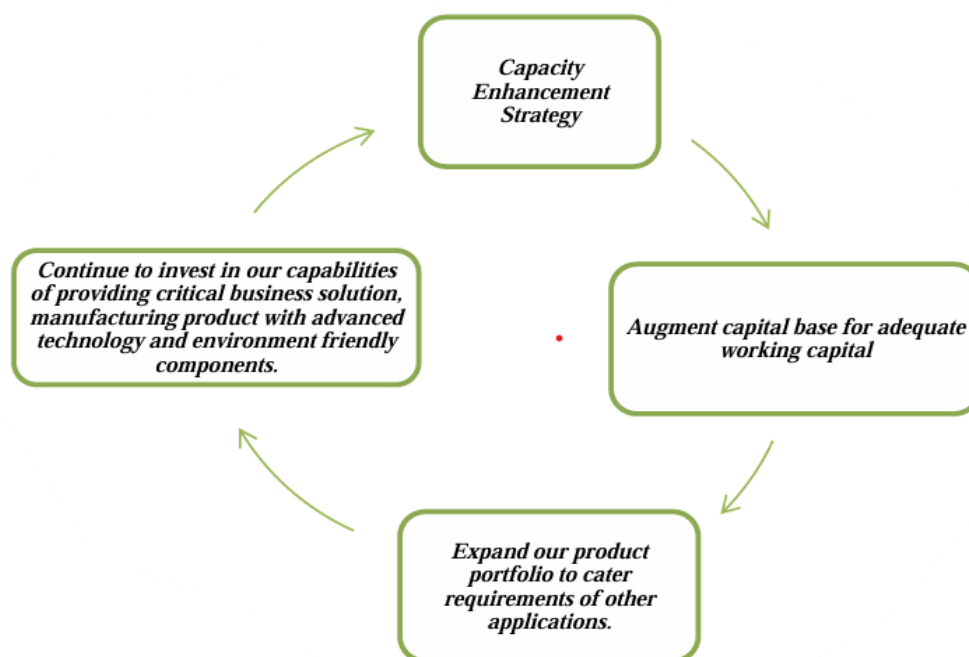 Capacity
Enhancement
Strategy
Augment capital base for adequate
working capital
Expand our product
portfolio to cater
requirements of other
applications.
Continue to invest in our capabilities
of providing critical business solution,
manufacturing product with advanced
technology and environment friendly
components.